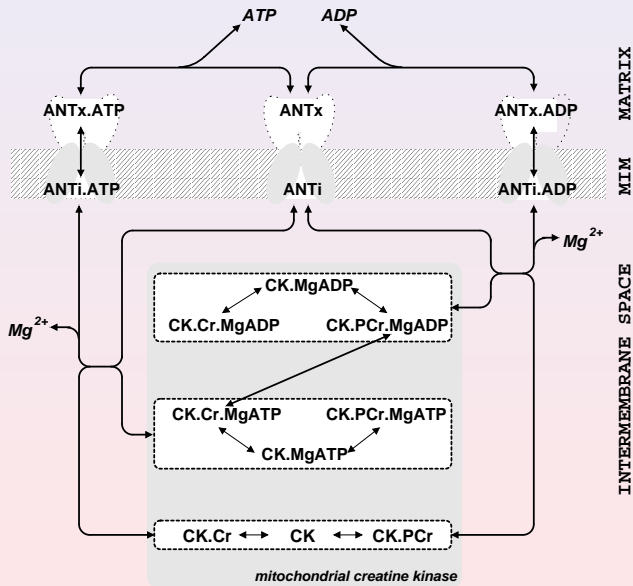 ATP ADP
ANTx.ATP ANTx ANTx.ADP
MATRIX
ANTi.ATP ANTi ANTi.ADP
MIM
Mg2+
CK.MgADP
CK.Cr.MgADP CK.PCr.MgADP
Mg2+
CK.Cr.MgATP CK.PCr.MgATP
CK.MgATP
CK.Cr CK CK.PCr
INTERMEMBRANE SPACE
mitochondrial creatine kinase